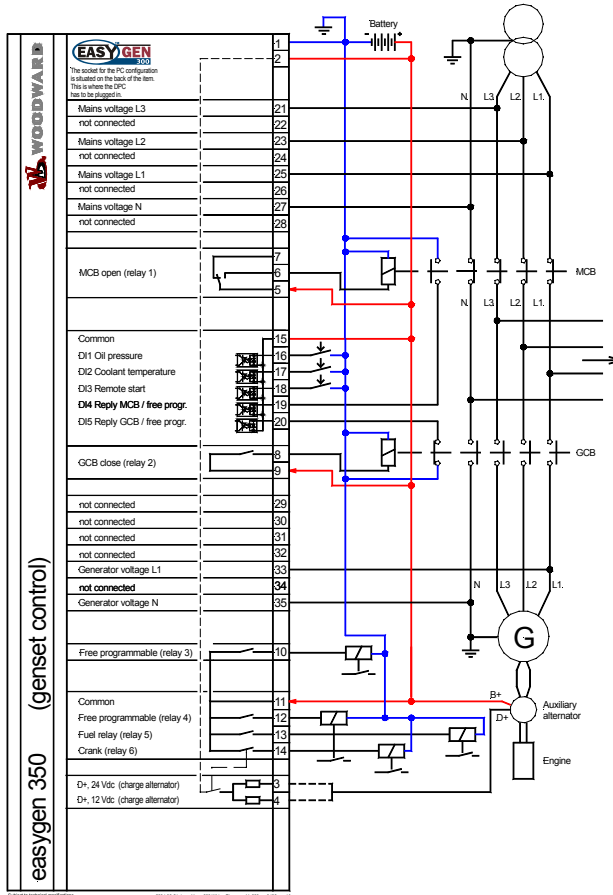 Battery
EASY GEN
300
The socket for the PC configuration
is situated on the back of the item.
This is where the DPC
has to be plugged in.
WOODWARD
easygen 350 (genset control)
1
2
Mains voltage L3 21
not connected 22
Mains voltage L2 23
not connected 24
Mains voltage L1 25
not connected 26
Mains voltage N 27
not connected 28
N. L3. L2. L1.
7
MCB open (relay 1) 6
5
MCB
N. L3. L2. L1.
Common 15
DI1 Oil pressure 16
DI2 Coolant temperature 17
DI3 Remote start 18
DI4 Reply MCB / free progr. 19
DI5 Reply GCB / free progr. 20
GCB close (relay 2) 8
9
GCB
not connected 29
not connected 30
not connected 31
not connected 32
Generator voltage L1 33
not connected 34
Generator voltage N 35
N L3 L2 L1.
G
Free programmable (relay 3) 10
Common 11
Free programmable (relay 4) 12
Fuel relay (relay 5) 13
Crank (relay 6) 14
B+
D+
Auxiliary
alternator
Engine
D+, 24 Vdc (charge alternator) 3
D+, 12 Vdc (charge alternator) 4